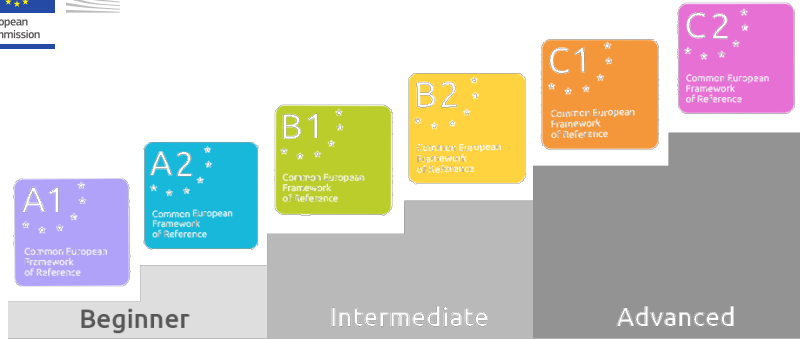 opean
mmission
A1
Common European
Framework
of Reference
A2
Common European
Framework
of Reference
B1
Common European
Framework
of Reference
B2
Common European
Framework
of Reference
C1
Common European
Framework
of Reference
C2
Common European
Framework
of Reference
Beginner
Intermediate
Advanced